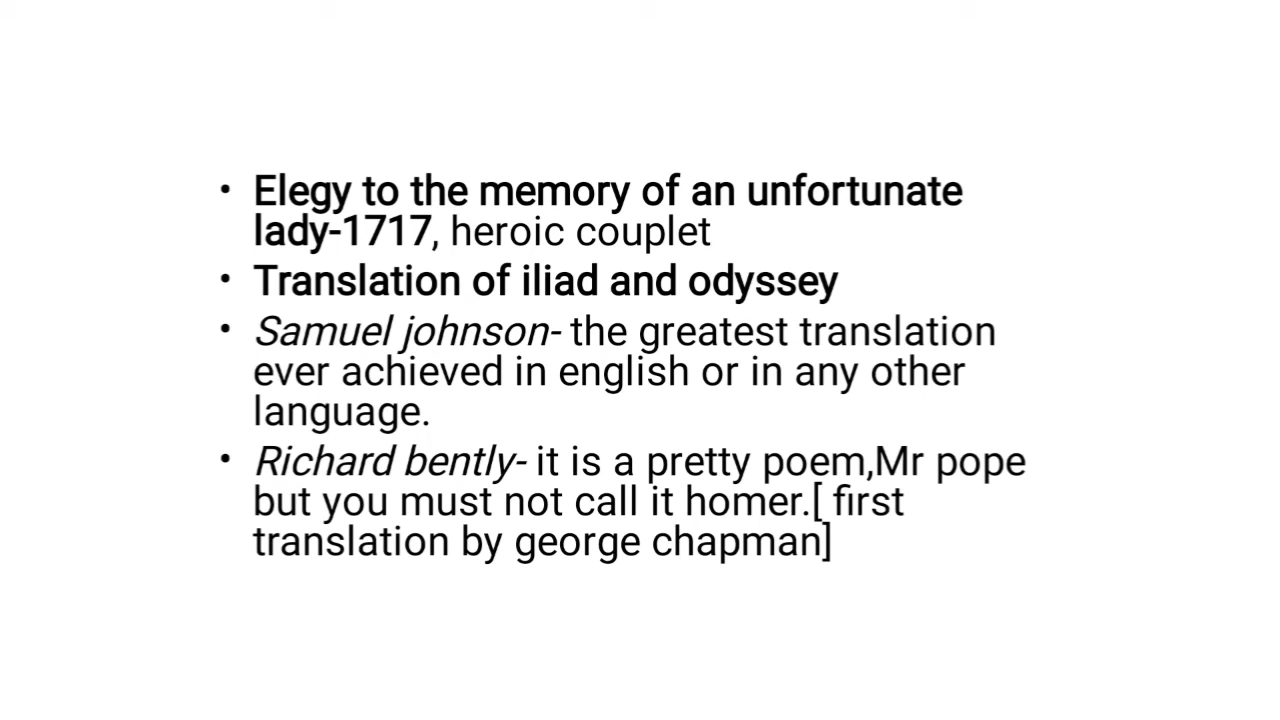 • Elegy to the memory of an unfortunate
lady-1717, heroic couplet
• Translation of iliad and odyssey
• Samuel johnson- the greatest translation
ever achieved in english or in any other
language.
• Richard bently- it is a pretty poem,Mr pope
but you must not call it homer.[ first
translation by george chapman]